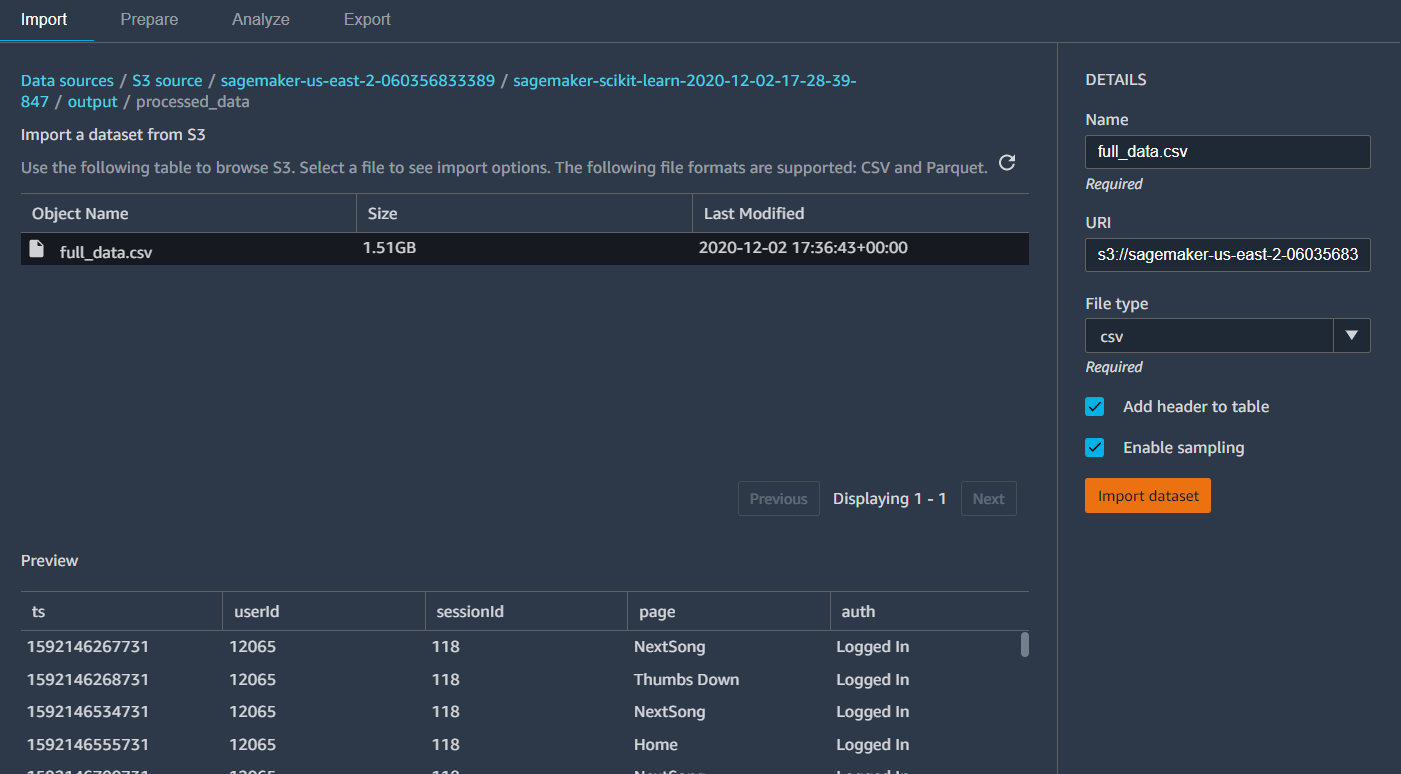 Import Prepare Analyze Export
Data sources / S3 source / sagemaker-us-east-2-060356833389 / sagemaker-scikit-learn-2020-12-02-17-28-39-
847 / output / processed_data
Import a dataset from S3
Use the following table to browse S3. Select a file to see import options. The following file formats are supported: CSV and Parquet.
Object Name Size Last Modified
full_data.csv 1.51GB 2020-12-02 17:36:43+00:00
Previous Displaying 1 - 1 Next
Preview
ts userId sessionId page auth
1592146267731 12065 118 NextSong Logged In
1592146268731 12065 118 Thumbs Down Logged In
1592146534731 12065 118 NextSong Logged In
1592146555731 12065 118 Home Logged In
DETAILS
Name
full_data.csv
Required
URI
s3://sagemaker-us-east-2-06035683
File type
csv
Required
Add header to table
Enable sampling
Import dataset